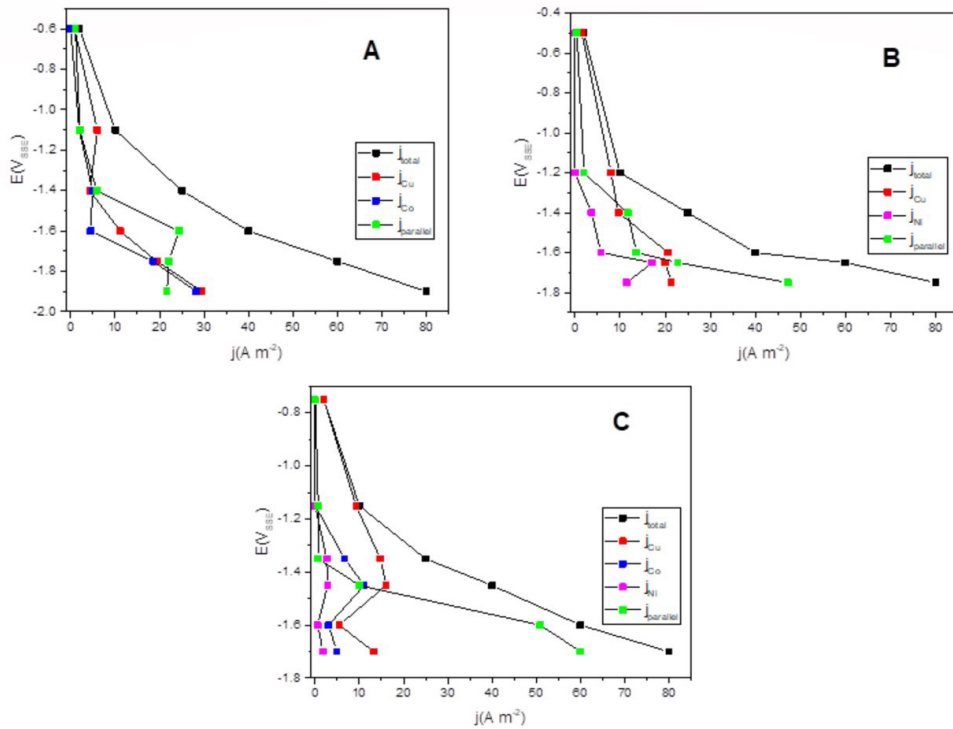 A
E(V_SSE)
-0.6
-0.8
-1.0
-1.2
-1.4
-1.6
-1.8
-2.0
0 10 20 30 40 50 60 70 80
j(A m⁻²)
j_total
j_Cu
j_Co
j_parallel
B
E(V_SSE)
-0.4
-0.6
-0.8
-1.0
-1.2
-1.4
-1.6
-1.8
0 10 20 30 40 50 60 70 80
j(A m⁻²)
j_total
j_Cu
j_Ni
j_parallel
C
E(V_SSE)
-0.8
-1.0
-1.2
-1.4
-1.6
-1.8
0 10 20 30 40 50 60 70 80
j(A m⁻²)
j_total
j_Cu
j_Co
j_Ni
j_parallel